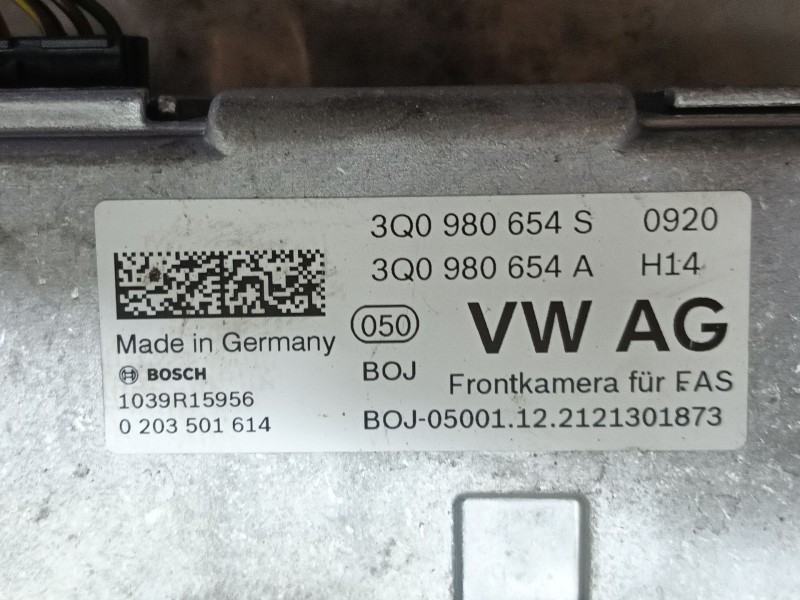 3Q0 980 654 S 0920
3Q0 980 654 A H14
050 VW AG
Made in Germany
BOSCH BOJ Frontkamera für FAS
1039R15956
0 203 501 614 BOJ-05001.12.2121301873